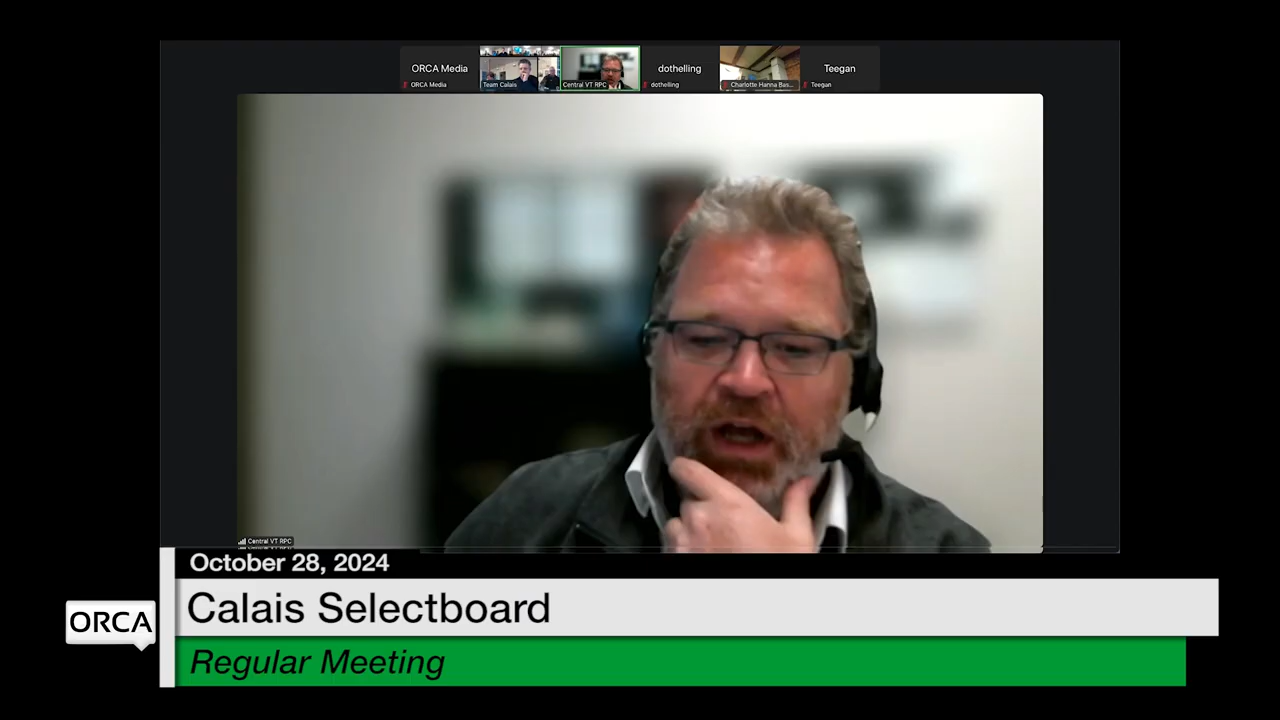 ORCA Media
dothelling
Teegan
ORCA Media
Team Calais
Central VT RPC
dothelling
Charlotte Hanna Bas...
Teegan
Central VT RPC
October 28, 2024
Calais Selectboard
ORCA
Regular Meeting